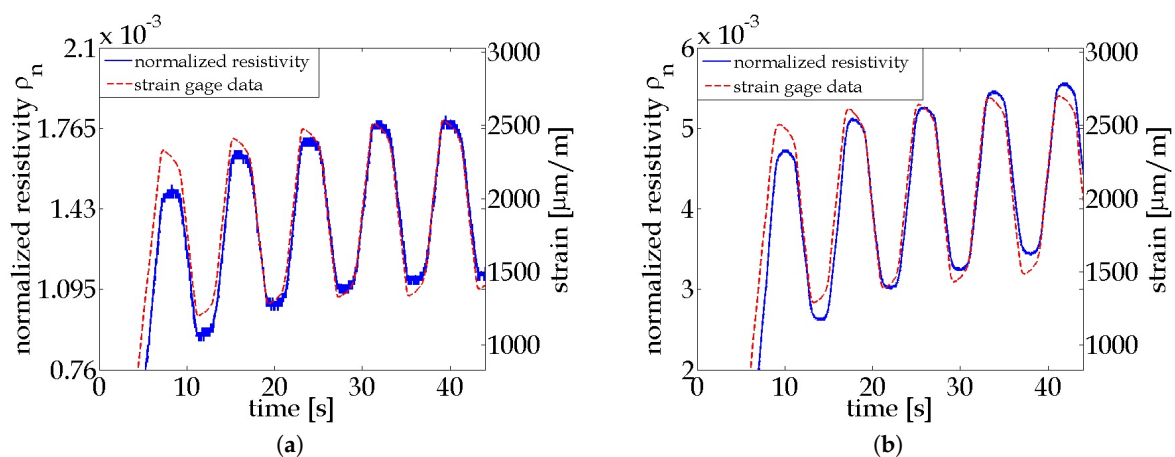 × 10⁻³
2.1
1.765
1.43
1.095
0.76
normalized resistivity ρn
normalized resistivity
strain gage data
3000
2500
2000
1500
1000
strain [µm/m]
0 10 20 30 40
time [s]
(a)
× 10⁻³
6
5
4
3
2
normalized resistivity ρn
normalized resistivity
strain gage data
3000
2500
2000
1500
1000
strain [µm/m]
0 10 20 30 40
time [s]
(b)